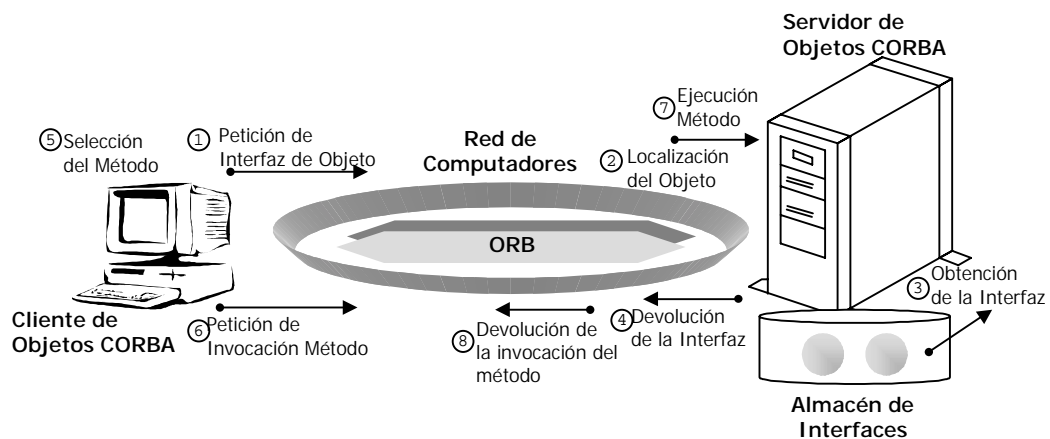 Servidor de
Objetos CORBA
7 Ejecución
Método
5 Selección
del Método
1 Petición de
Interfaz de Objeto
Red de
Computadores
2 Localización
del Objeto
ORB
3 Obtención
de la Interfaz
Cliente de
Objetos CORBA
6 Petición de
Invocación Método
8 Devolución de
la invocación del
método
4 Devolución
de la Interfaz
Almacén de
Interfaces